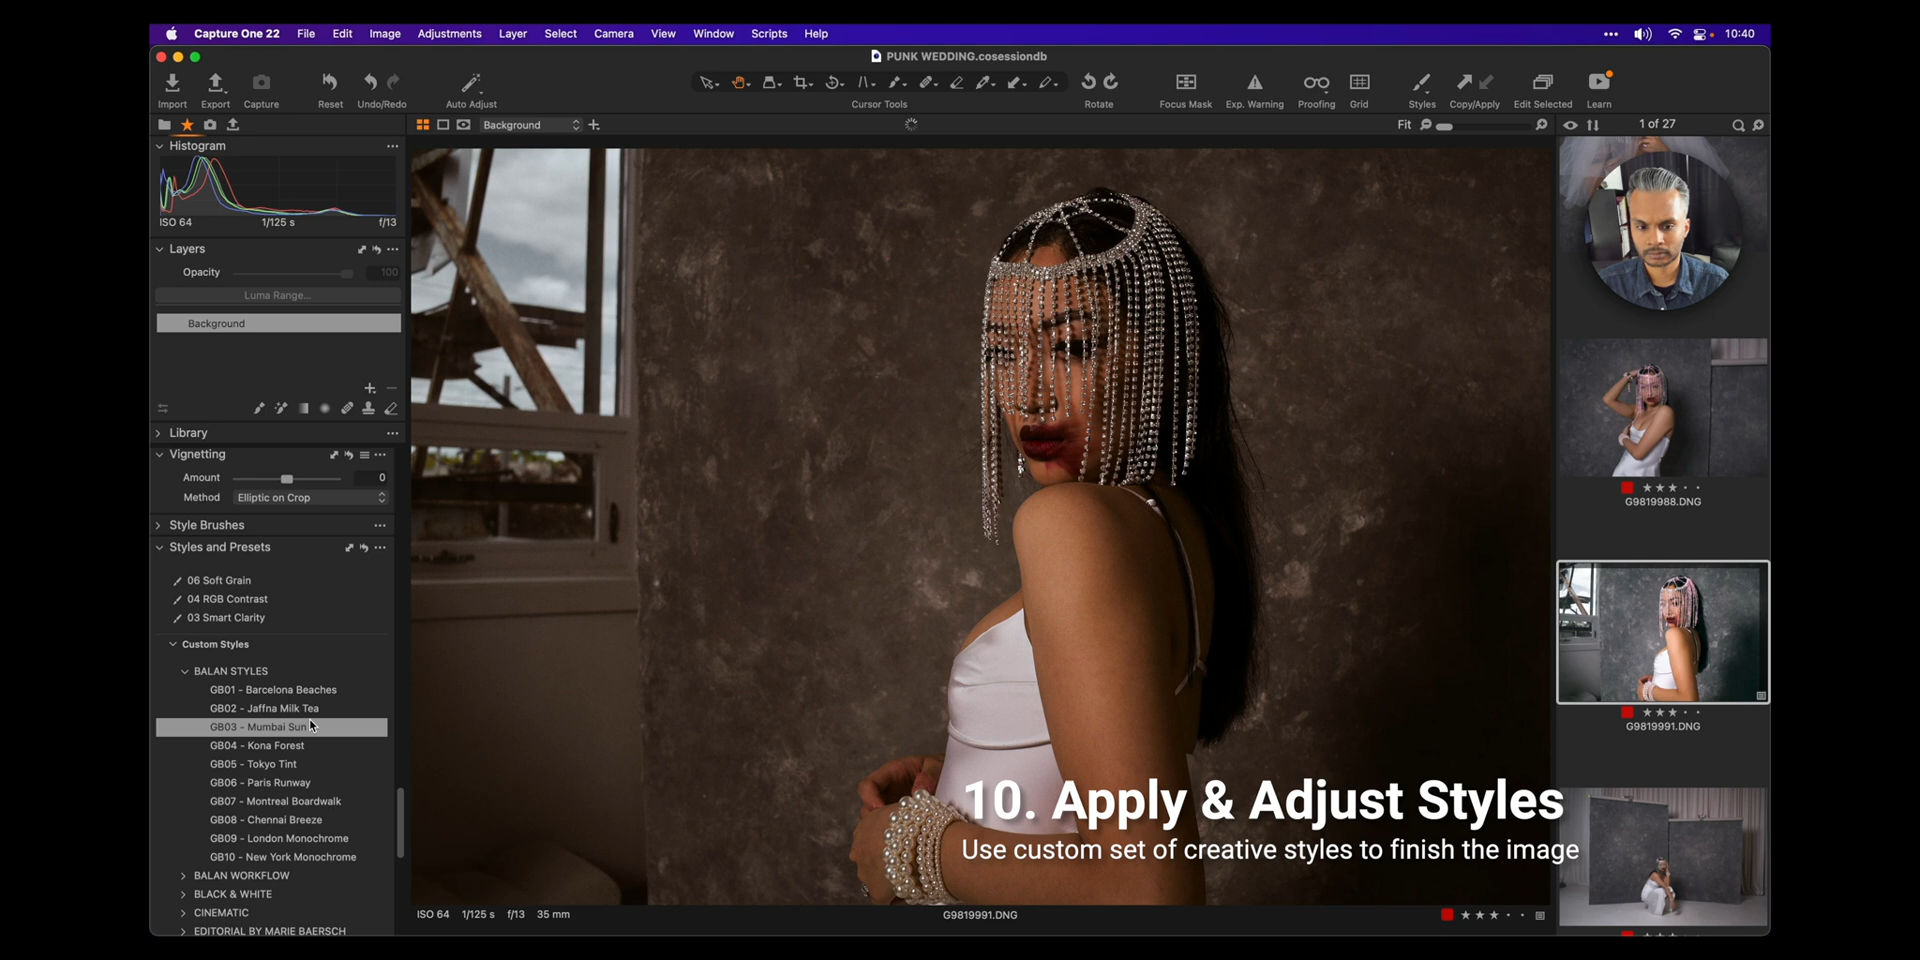 Capture One 22 File Edit Image Adjustments Layer Select Camera View Window Scripts Help 10:40
PUNK WEDDING.cosessiondb
Import Export Capture Reset Undo/Redo Auto Adjust Cursor Tools Rotate Focus Mask Exp. Warning Proofing Grid Styles Copy/Apply Edit Selected Learn
Background Fit 1 of 27
Histogram
ISO 64 1/125 s f/13
Layers
Opacity 100
Luma Range...
Background
Library
Vignetting
Amount 0
Method Elliptic on Crop
Style Brushes
Styles and Presets
06 Soft Grain
04 RGB Contrast
03 Smart Clarity
Custom Styles
BALAN STYLES
GB01 - Barcelona Beaches
GB02 - Jaffna Milk Tea
GB03 - Mumbai Sun
GB04 - Kona Forest
GB05 - Tokyo Tint
GB06 - Paris Runway
GB07 - Montreal Boardwalk
GB08 - Chennai Breeze
GB09 - London Monochrome
GB10 - New York Monochrome
BALAN WORKFLOW
BLACK & WHITE
CINEMATIC
EDITORIAL BY MARIE BAERSCH
10. Apply & Adjust Styles
Use custom set of creative styles to finish the image
ISO 64 1/125 s f/13 35 mm
G9819991.DNG
G9819988.DNG
G9819991.DNG